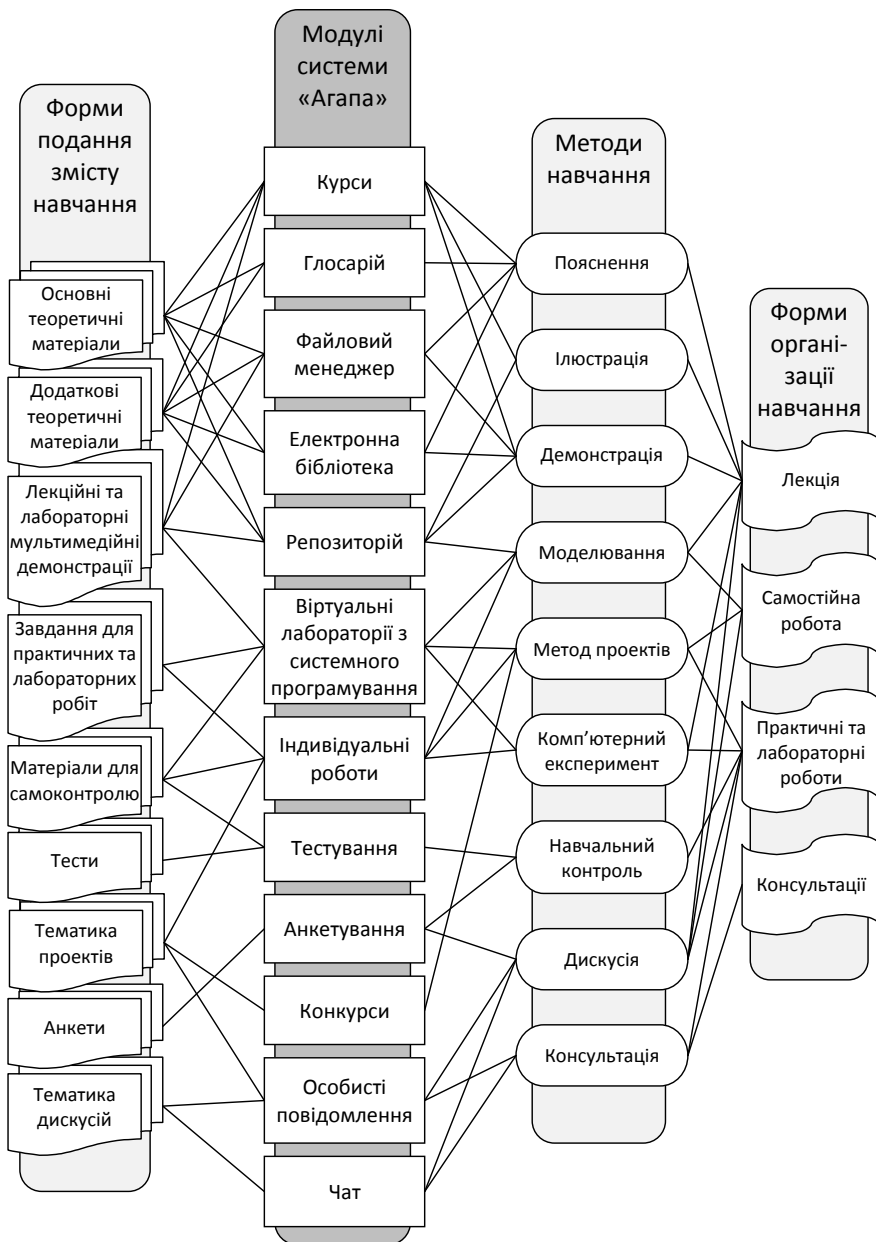 Форми
подання
змісту
навчання
Основні
теоретичні
матеріали
Додаткові
теоретичні
матеріали
Лекційні та
лабораторні
мультимедійні
демонстрації
Завдання для
практичних та
лабораторних
робіт
Матеріали для
самоконтролю
Тести
Тематика
проектів
Анкети
Тематика
дискусій
Модулі
системи
«Агапа»
Курси
Глосарій
Файловий
менеджер
Електронна
бібліотека
Репозиторій
Віртуальні
лабораторії з
системного
програмування
Індивідуальні
роботи
Тестування
Анкетування
Конкурси
Особисті
повідомлення
Чат
Методи
навчання
Пояснення
Ілюстрація
Демонстрація
Моделювання
Метод проектів
Комп’ютерний
експеримент
Навчальний
контроль
Дискусія
Консультація
Форми
органі-
зації
навчання
Лекція
Самостійна
робота
Практичні та
лабораторні
роботи
Консультації